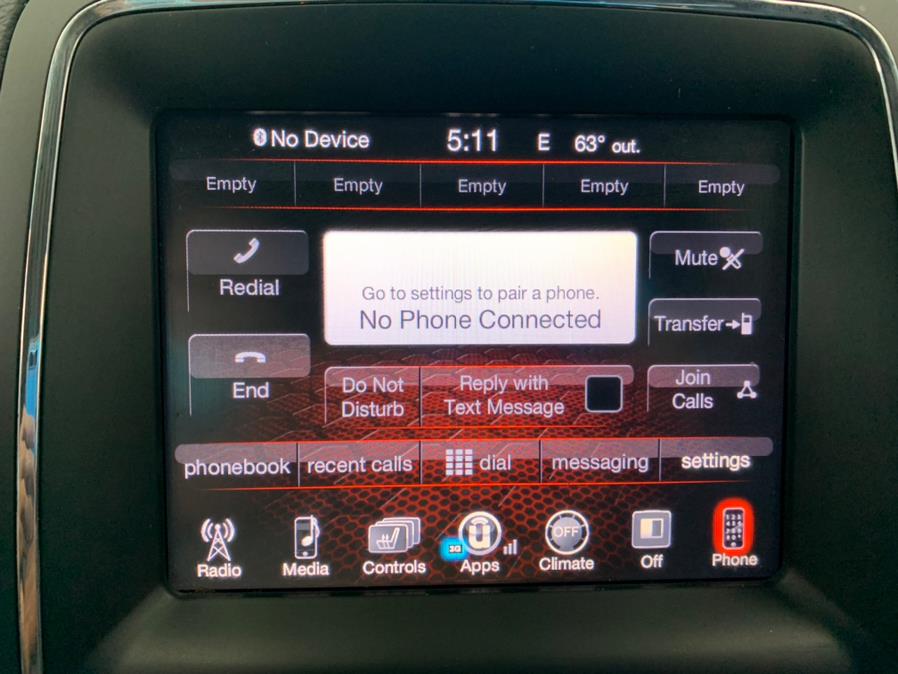 No Device 5:11 E 63° out.
Empty Empty Empty Empty Empty
Redial
Go to settings to pair a phone.
No Phone Connected
Mute
Transfer
End
Do Not
Disturb
Reply with
Text Message
Join
Calls
phonebook recent calls dial messaging settings
OFF
3G
Radio Media Controls Apps Climate Off Phone